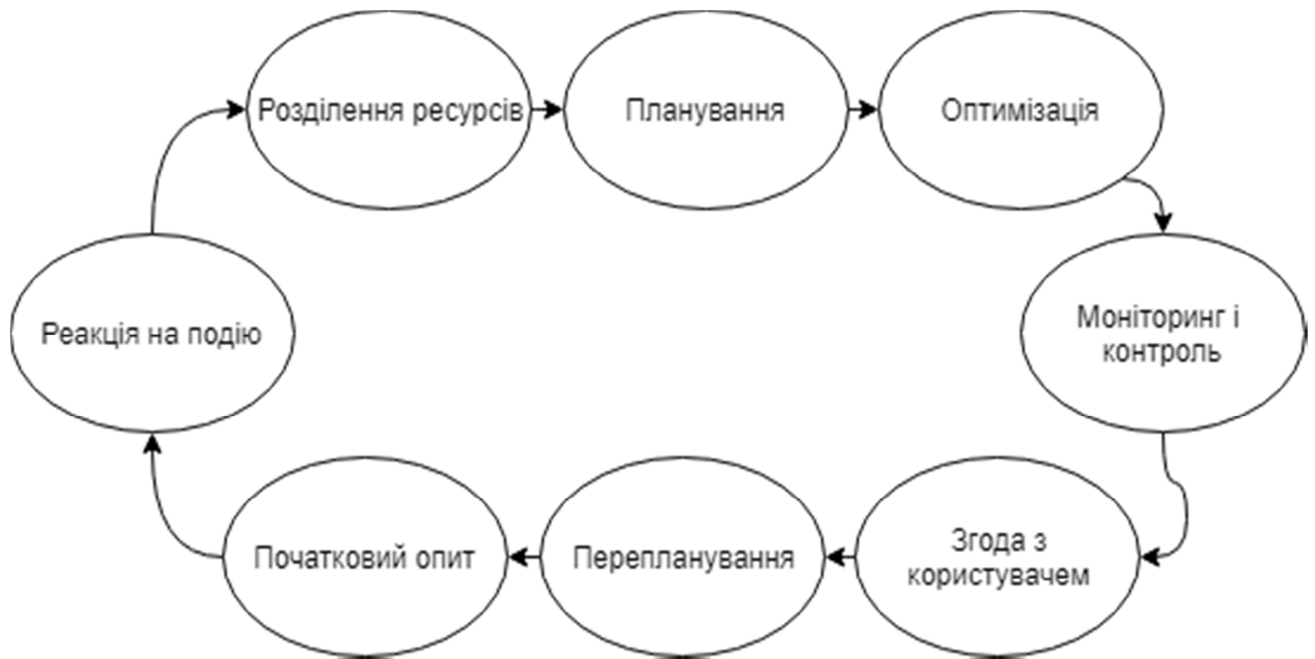 Розділення ресурсів
Планування
Оптимізація
Реакція на подію
Моніторинг і
контроль
Початковий опит
Перепланування
Згода з
користувачем